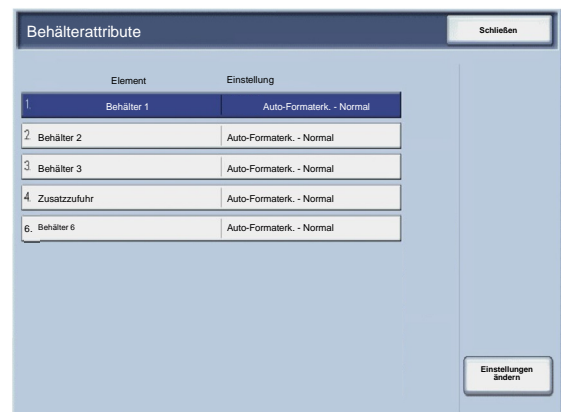 Behälterattribute
Schließen
Element Einstellung
1. Behälter 1 Auto-Formaterk. - Normal
2. Behälter 2 Auto-Formaterk. - Normal
3. Behälter 3 Auto-Formaterk. - Normal
4. Zusatzzufuhr Auto-Formaterk. - Normal
6. Behälter 6 Auto-Formaterk. - Normal
Einstellungen
ändern